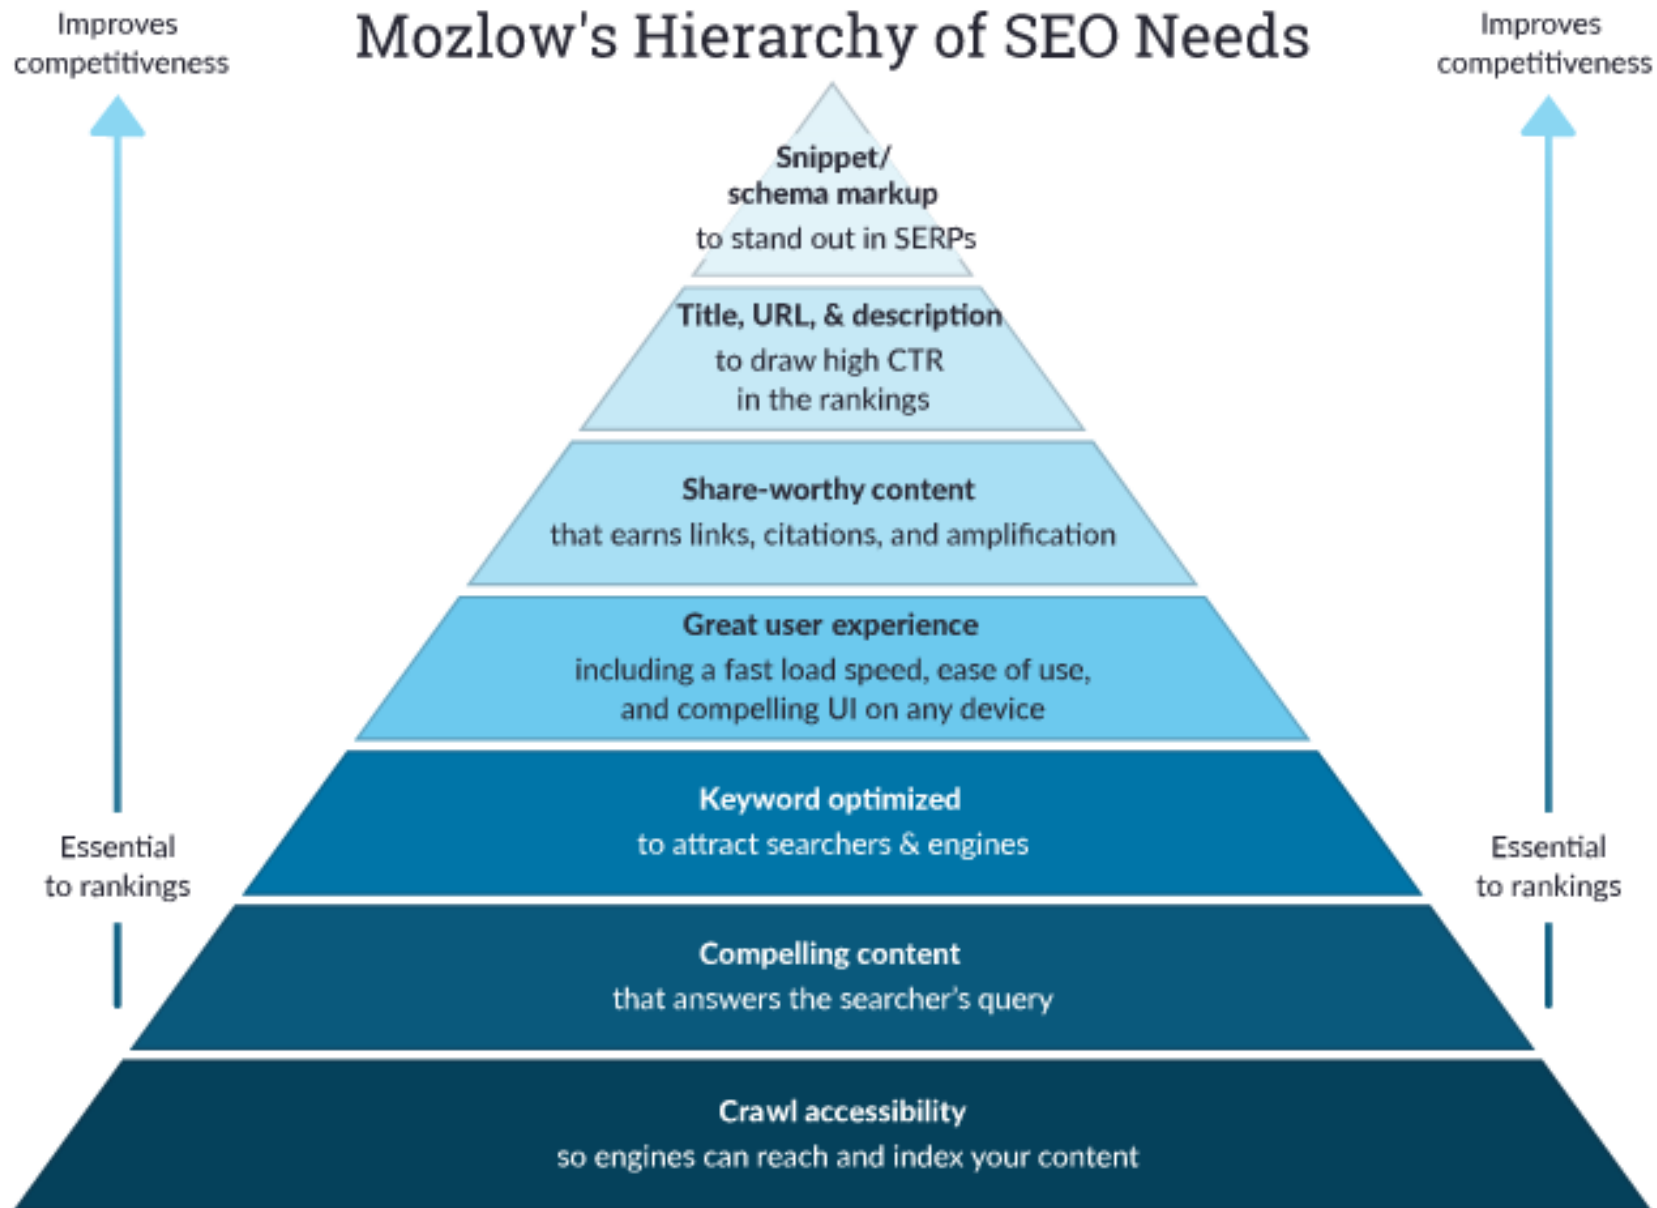 Mozlow's Hierarchy of SEO Needs
Improves
competitiveness
Improves
competitiveness
Snippet/
schema markup
to stand out in SERPs
Title, URL, & description
to draw high CTR
in the rankings
Share-worthy content
that earns links, citations, and amplification
Great user experience
including a fast load speed, ease of use,
and compelling UI on any device
Keyword optimized
to attract searchers & engines
Essential
to rankings
Essential
to rankings
Compelling content
that answers the searcher’s query
Crawl accessibility
so engines can reach and index your content